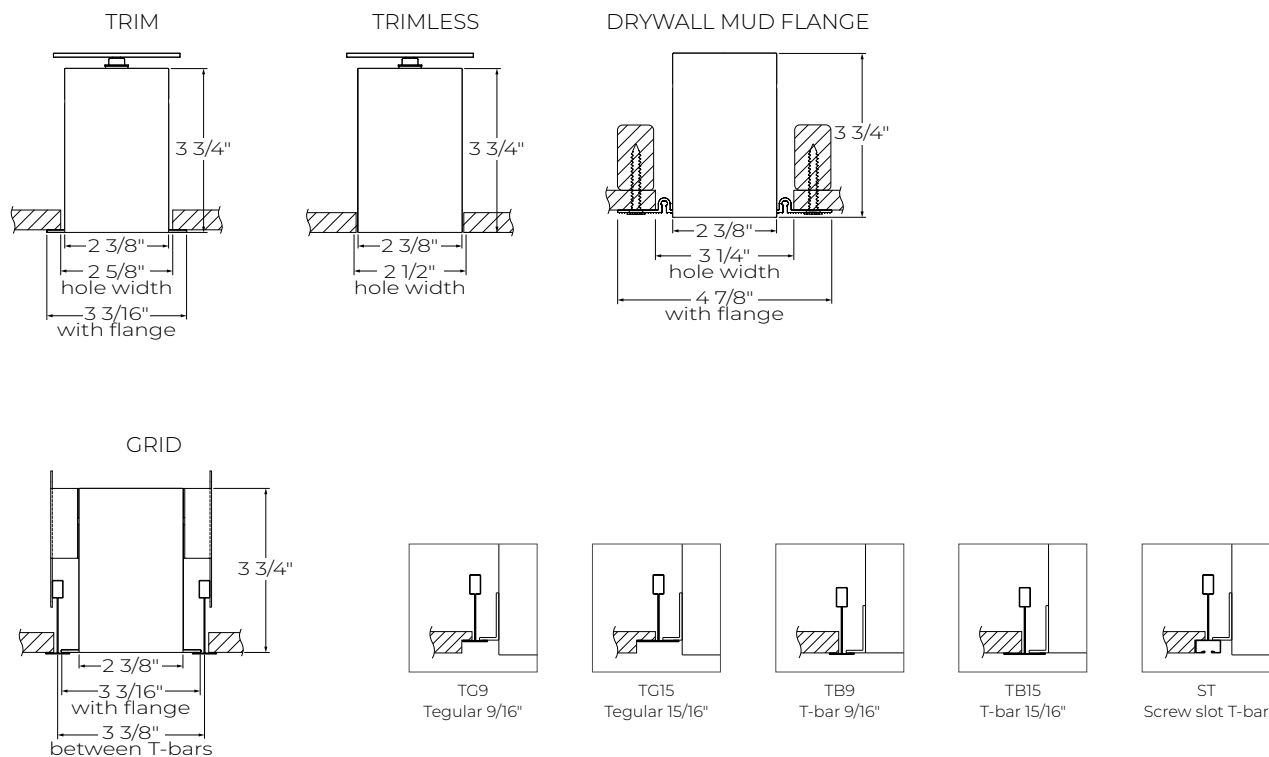 TRIM
3 3/4"
2 3/8"
2 5/8"
hole width
3 3/16"
with flange
TRIMLESS
3 3/4"
2 3/8"
2 1/2"
hole width
DRYWALL MUD FLANGE
3 3/4"
2 3/8"
3 1/4"
hole width
4 7/8"
with flange
GRID
3 3/4"
2 3/8"
3 3/16"
with flange
3 3/8"
between T-bars
TG9
Tegular 9/16"
TG15
Tegular 15/16"
TB9
T-bar 9/16"
TB15
T-bar 15/16"
ST
Screw slot T-bar